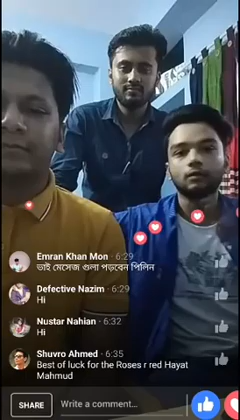 Emran Khan Mon · 6:29
ভাই মেসেজ গুলা পড়বেন পিলিন
Defective Nazim · 6:29
Hi
Nustar Nahian · 6:32
Hi
Shuvro Ahmed · 6:35
Best of luck for the Roses r red Hayat
Mahmud
SHARE
Write a comment...